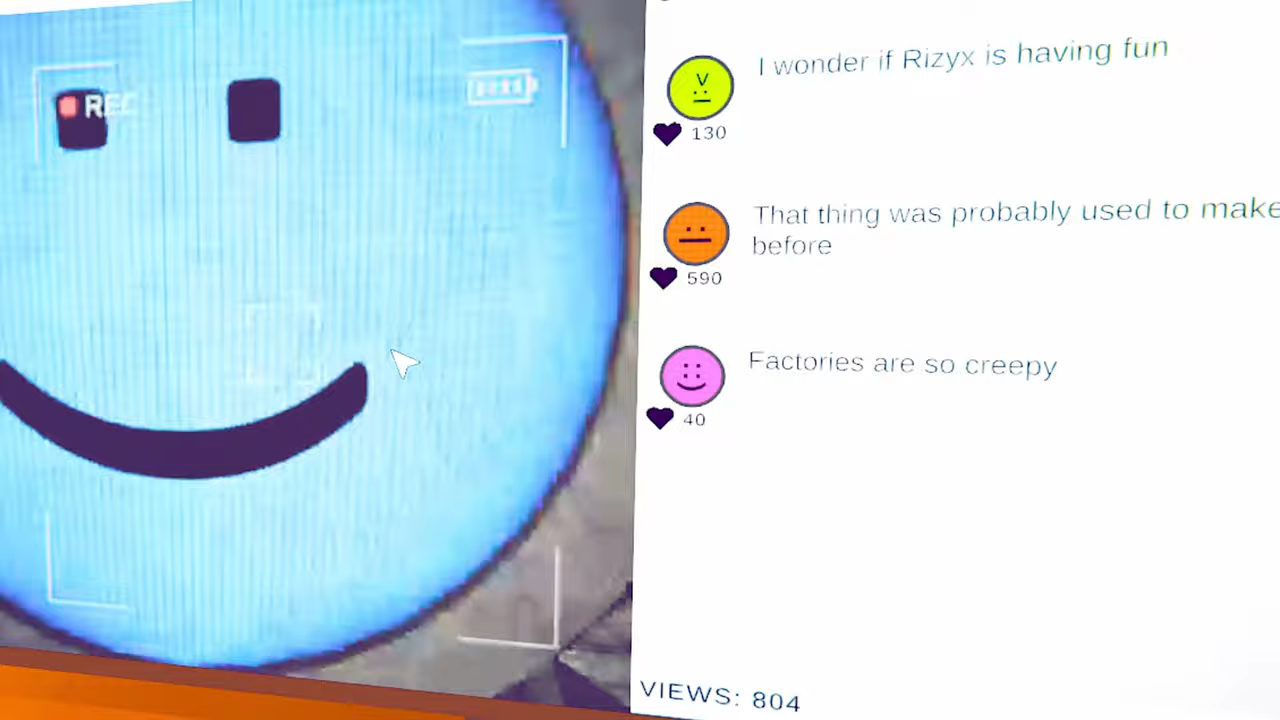 REC
I wonder if Rizyx is having fun
130
That thing was probably used to make
before
590
Factories are so creepy
40
VIEWS: 804